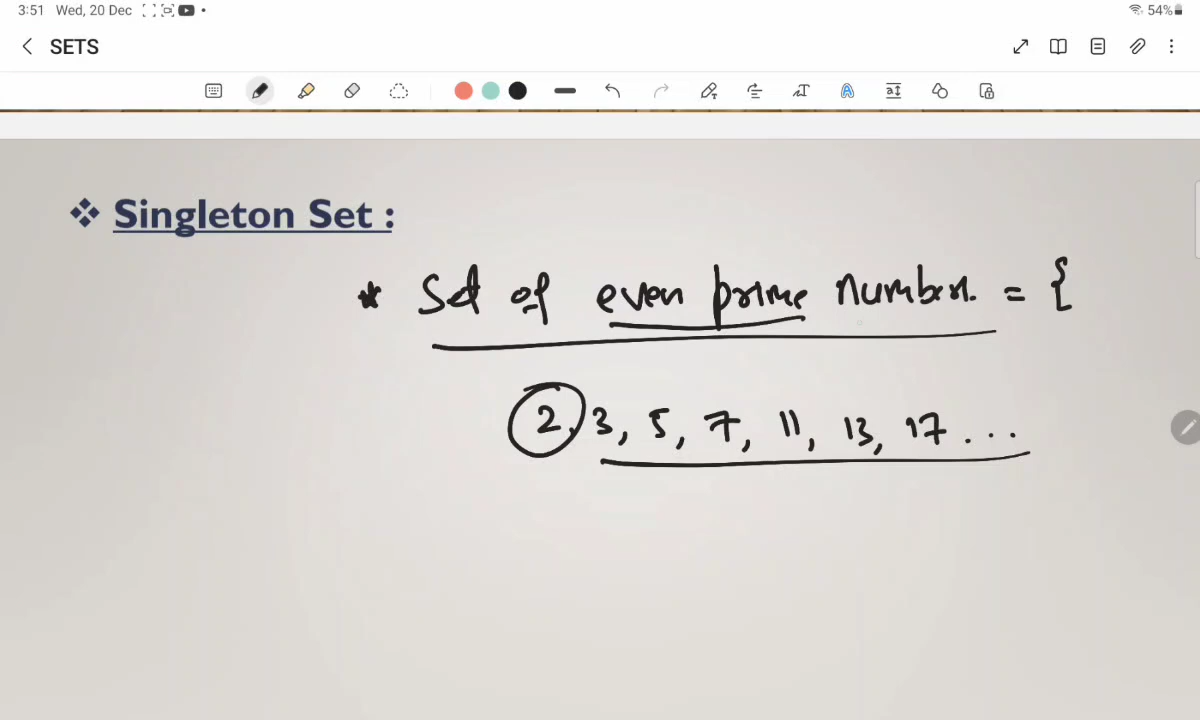 3:51 Wed, 20 Dec
54%
SETS
❖ Singleton Set :
* Set of even prime number. = {
2, 3, 5, 7, 11, 13, 17 ...